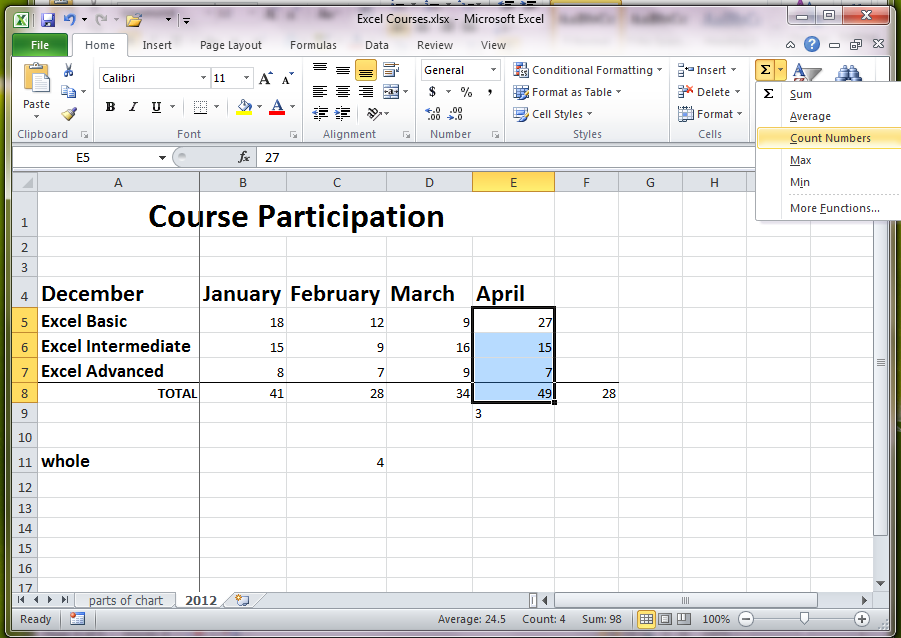 Excel Courses.xlsx - Microsoft Excel
File Home Insert Page Layout Formulas Data Review View
Paste Calibri 11 General Conditional Formatting Insert Σ
B I U $ % , Format as Table Delete
Cell Styles Format
Clipboard Font Alignment Number Styles Cells
Σ Sum
Average
Count Numbers
Max
Min
More Functions...
E5 fx 27
A B C D E F G H
1 Course Participation
2
3
4 December January February March April
5 Excel Basic 18 12 9 27
6 Excel Intermediate 15 9 16 15
7 Excel Advanced 8 7 9 7
8 TOTAL 41 28 34 49 28
9 3
10
11 whole 4
12
13
14
15
16
17
parts of chart 2012
Ready Average: 24.5 Count: 4 Sum: 98 100%